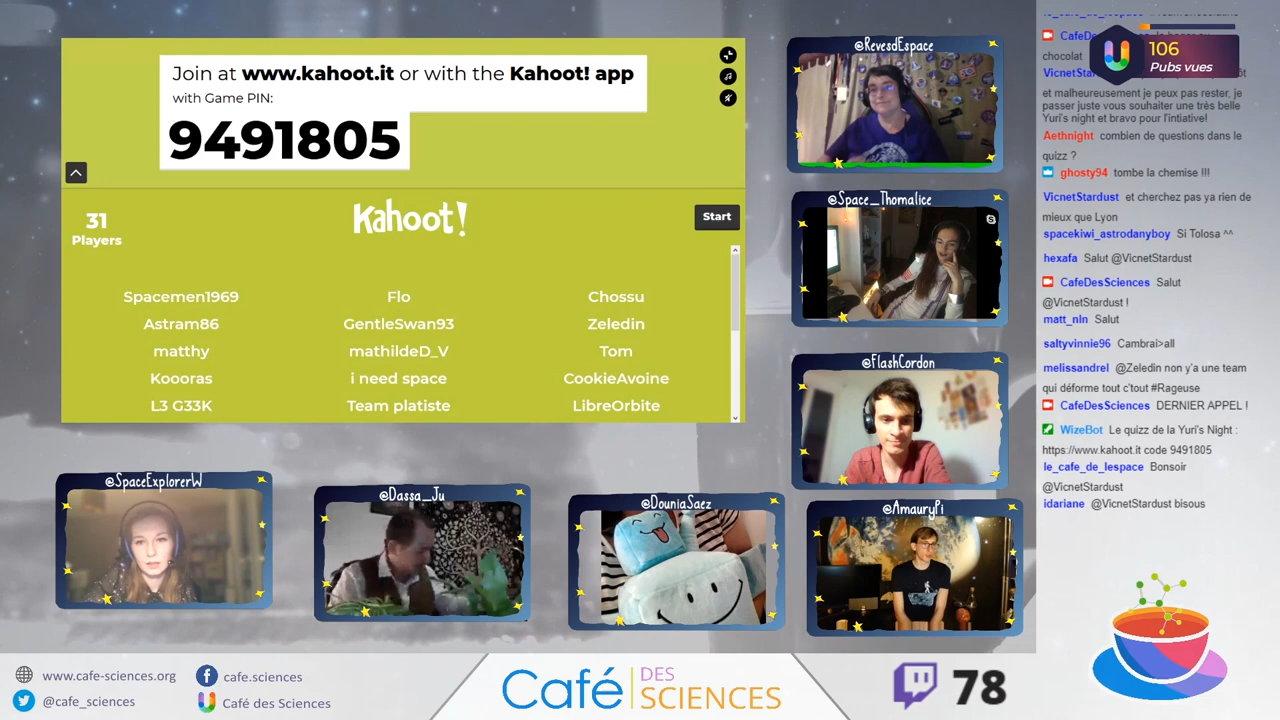 Join at www.kahoot.it or with the Kahoot! app
with Game PIN:
9491805
31
Players
Kahoot!
Start
Spacemen1969
Flo
Chossu
Astram86
GentleSwan93
Zeledin
matthy
mathildeD_V
Tom
Koooras
i need space
CookieAvoine
L3 G33K
Team platiste
LibreOrbite
@RevesdEspace
@Space_Thomalice
@FlashCordon
@SpaceExplorerW
@Dassa_Ju
@DouniaSaez
@AmauryPi
106
Pubs vues
chocolat
et malheureusement je peux pas rester, je
passer juste vous souhaiter une très belle
Yuri's night et bravo pour l'intiative!
Aethnight combien de questions dans le
quizz ?
ghosty94 tombe la chemise !!!
VicnetStardust et cherchez pas ya rien de
mieux que Lyon
spacekiwi_astrodanyboy Si Tolosa ^^
hexafa Salut @VicnetStardust
CafeDesSciences Salut
@VicnetStardust !
matt_nln Salut
saltyvinnie96 Cambrai>all
melissandrel @Zeledin non y'a une team
qui déforme tout c'tout #Rageuse
CafeDesSciences DERNIER APPEL !
WizeBot Le quizz de la Yuri's Night :
https://www.kahoot.it code 9491805
le_cafe_de_lespace Bonsoir
@VicnetStardust
idariane @VicnetStardust bisous
www.cafe-sciences.org
cafe.sciences
@cafe_sciences
Café des Sciences
Café DES SCIENCES
78